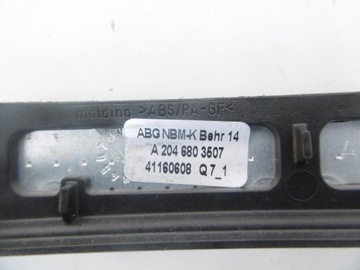 molding >ABS/PA-GF<
ABG NBM-K Behr 14
A 204 680 3507
41160608 Q7_1